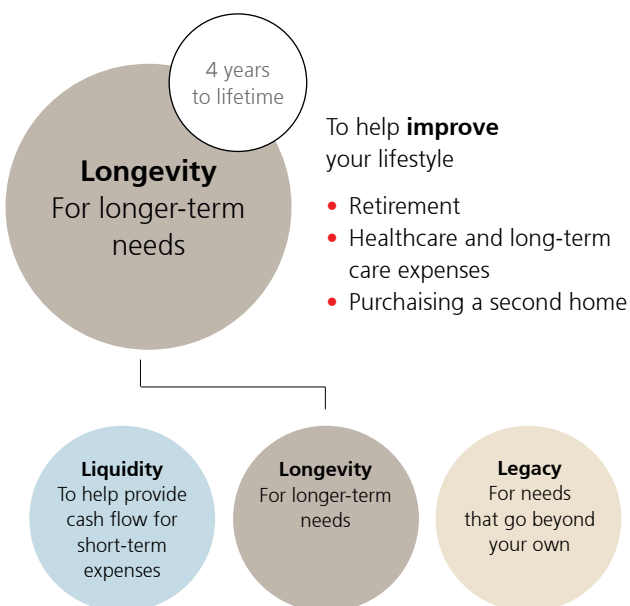 4 years
to lifetime
Longevity
For longer-term
needs
To help improve
your lifestyle
• Retirement
• Healthcare and long-term
care expenses
• Purchaising a second home
Liquidity
To help provide
cash flow for
short-term
expenses
Longevity
For longer-term
needs
Legacy
For needs
that go beyond
your own